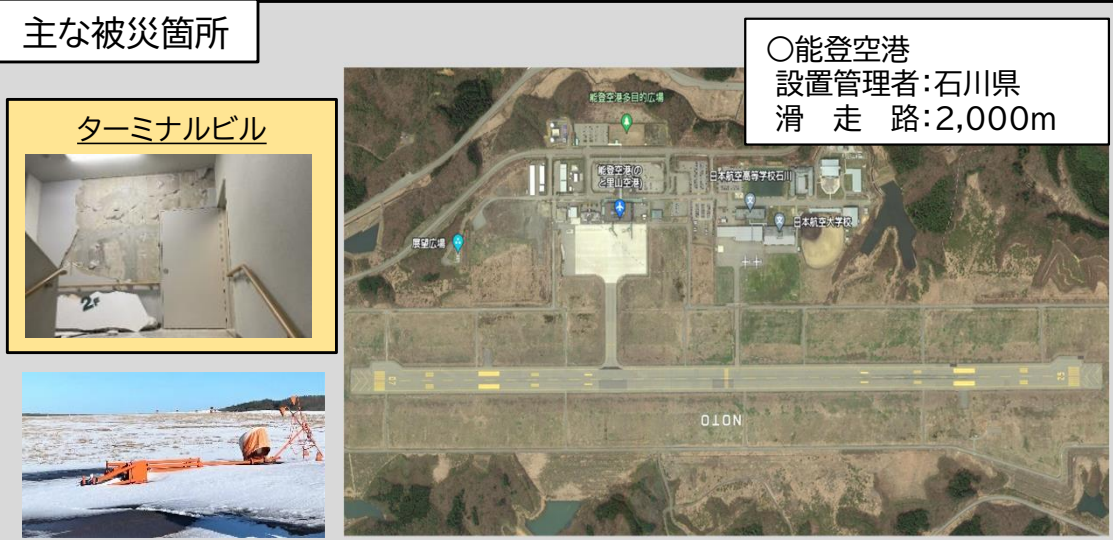 主な被災箇所
○能登空港
設置管理者：石川県
滑　走　路：2,000m
ターミナルビル
2F
能登空港多目的広場
能登空港(の
と里山空港)
日本航空高等学校石川
日本航空大学校
展望広場
07
25
NOTO